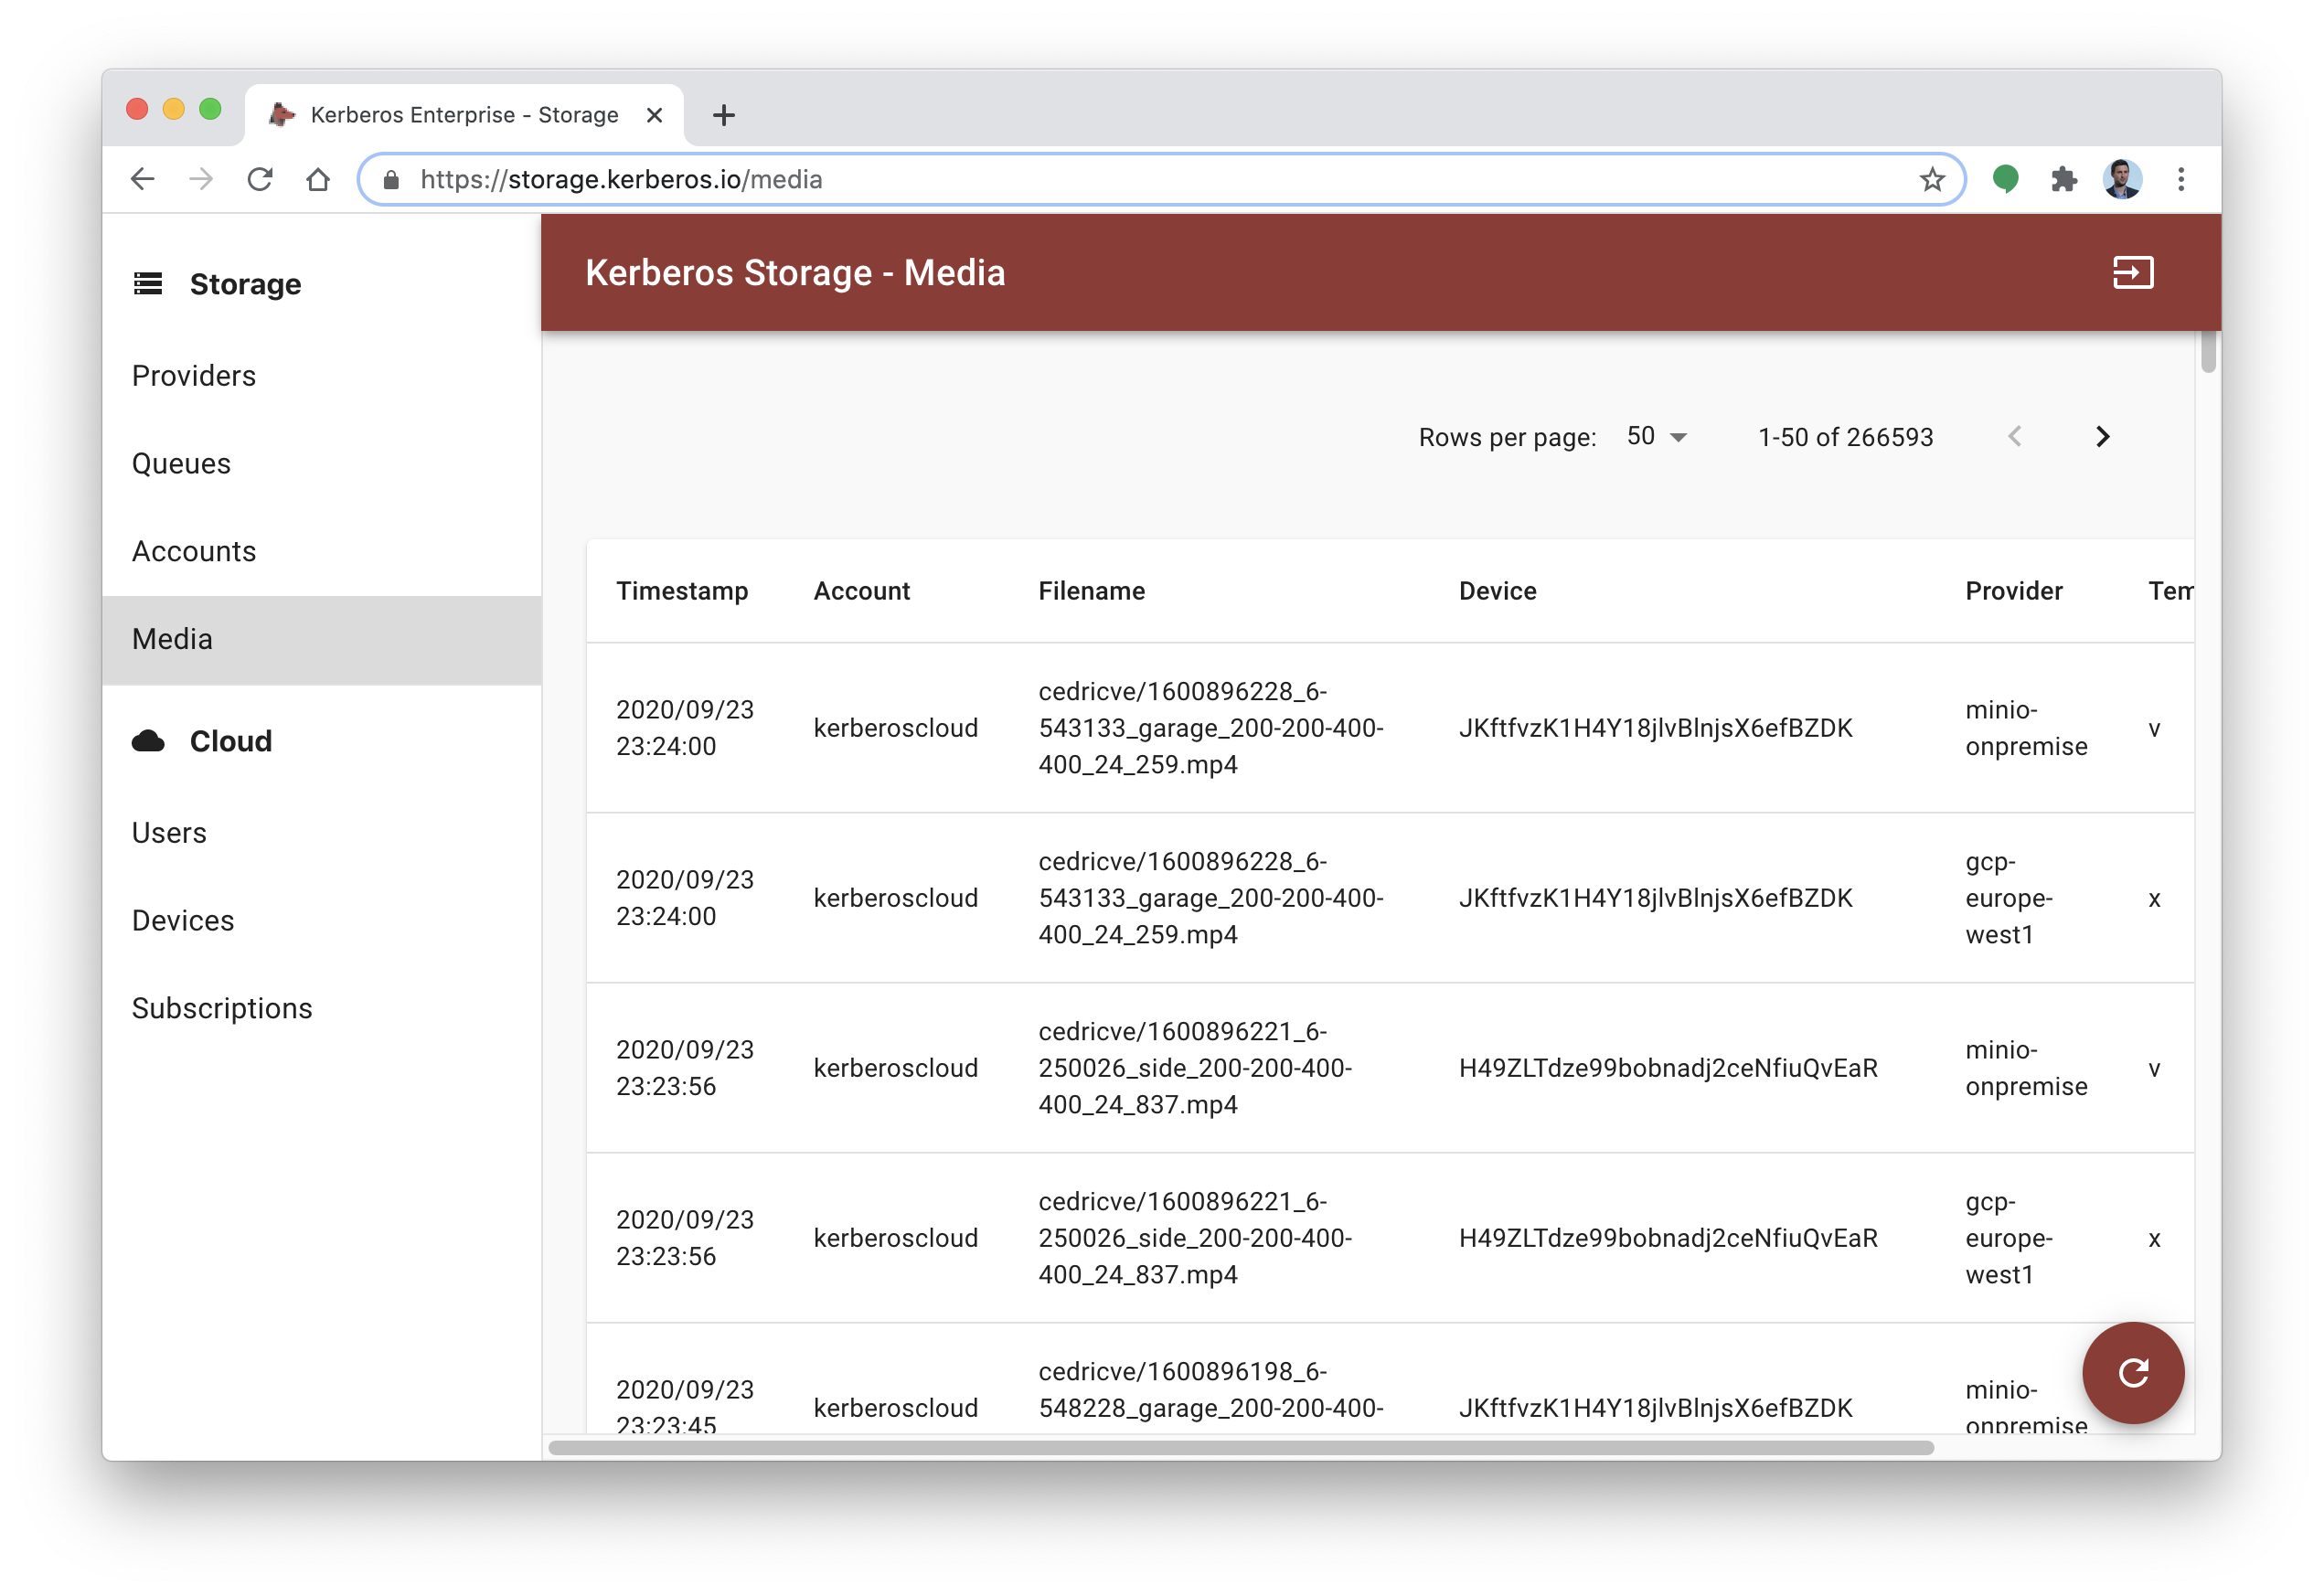 Kerberos Enterprise - Storage
https://storage.kerberos.io/media
Storage
Providers
Queues
Accounts
Media
Cloud
Users
Devices
Subscriptions
Kerberos Storage - Media
Rows per page: 50 1-50 of 266593
Timestamp Account Filename Device Provider Tem
2020/09/23
23:24:00
kerberoscloud
cedricve/1600896228_6-
543133_garage_200-200-400-
400_24_259.mp4
JKftfvzK1H4Y18jlvBlnjsX6efBZDK
minio-
onpremise
v
2020/09/23
23:24:00
kerberoscloud
cedricve/1600896228_6-
543133_garage_200-200-400-
400_24_259.mp4
JKftfvzK1H4Y18jlvBlnjsX6efBZDK
gcp-
europe-
west1
x
2020/09/23
23:23:56
kerberoscloud
cedricve/1600896221_6-
250026_side_200-200-400-
400_24_837.mp4
H49ZLTdze99bobnadj2ceNfiuQvEaR
minio-
onpremise
v
2020/09/23
23:23:56
kerberoscloud
cedricve/1600896221_6-
250026_side_200-200-400-
400_24_837.mp4
H49ZLTdze99bobnadj2ceNfiuQvEaR
gcp-
europe-
west1
x
2020/09/23
23:23:45
kerberoscloud
cedricve/1600896198_6-
548228_garage_200-200-400-
JKftfvzK1H4Y18jlvBlnjsX6efBZDK
minio-
onpremise